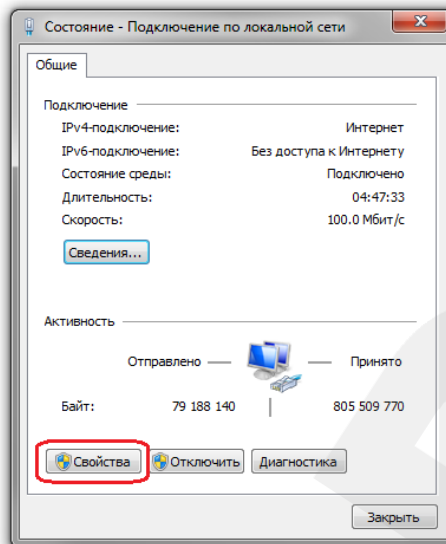 Состояние - Подключение по локальной сети
Общие
Подключение
IPv4-подключение: Интернет
IPv6-подключение: Без доступа к Интернету
Состояние среды: Подключено
Длительность: 04:47:33
Скорость: 100.0 Мбит/с
Сведения...
Активность
Отправлено — — Принято
Байт: 79 188 140 | 805 509 770
Свойства Отключить Диагностика
Закрыть